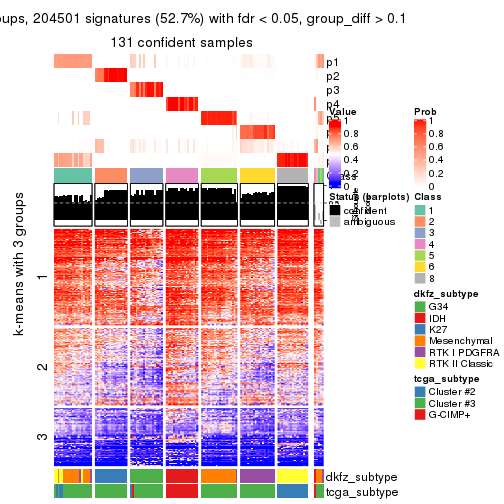 oups, 204501 signatures (52.7%) with fdr < 0.05, group_diff > 0.1
131 confident samples
p1
p2
p3
p4
Value
1
0.8
0.6
0.4
0.2
0
Prob
1
0.8
0.6
0.4
0.2
0
Status (barplots)
confident
ambiguous
Class
1
2
3
4
5
6
8
dkfz_subtype
G34
IDH
K27
Mesenchymal
RTK I PDGFRA
RTK II Classic
tcga_subtype
Cluster #2
Cluster #3
G-CIMP+
k-means with 3 groups
1
2
3
dkfz_subtype
tcga_subtype